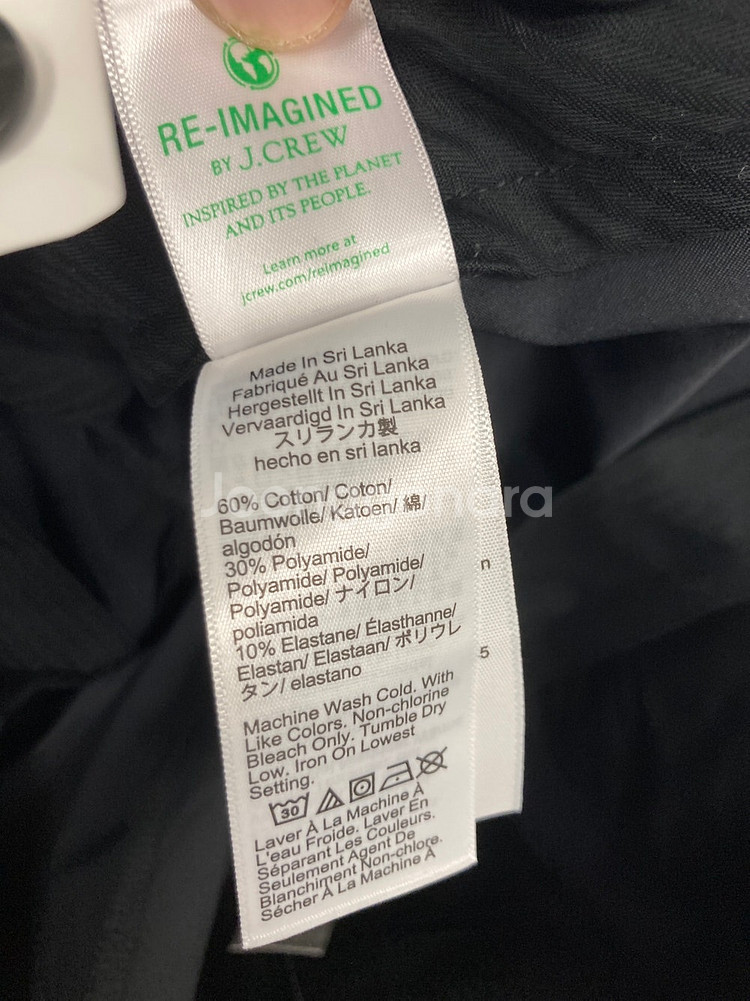 RE-IMAGINED
BY J.CREW
INSPIRED BY THE PLANET
AND ITS PEOPLE.
Learn more at
jcrew.com/reimagined
Made In Sri Lanka
Fabriqué Au Sri Lanka
Hergestellt In Sri Lanka
Vervaardigd In Sri Lanka
スリランカ製
hecho en sri lanka
60% Cotton/ Coton/
Baumwolle/ Katoen/ 綿/
algodón
30% Polyamide/
Polyamide/ Polyamide/
Polyamide/ ナイロン/
poliamida
10% Elastane/ Élasthanne/
Elastan/ Elastaan/ ポリウレ
タン/ elastano
Machine Wash Cold. With
Like Colors. Non-chlorine
Bleach Only. Tumble Dry
Low. Iron On Lowest
Setting.
30
Laver À La Machine À
L'eau Froide. Laver En
Séparant Les Couleurs.
Seulement Agent De
Blanchiment Non-chlore.
Sécher À La Machine À
n
5